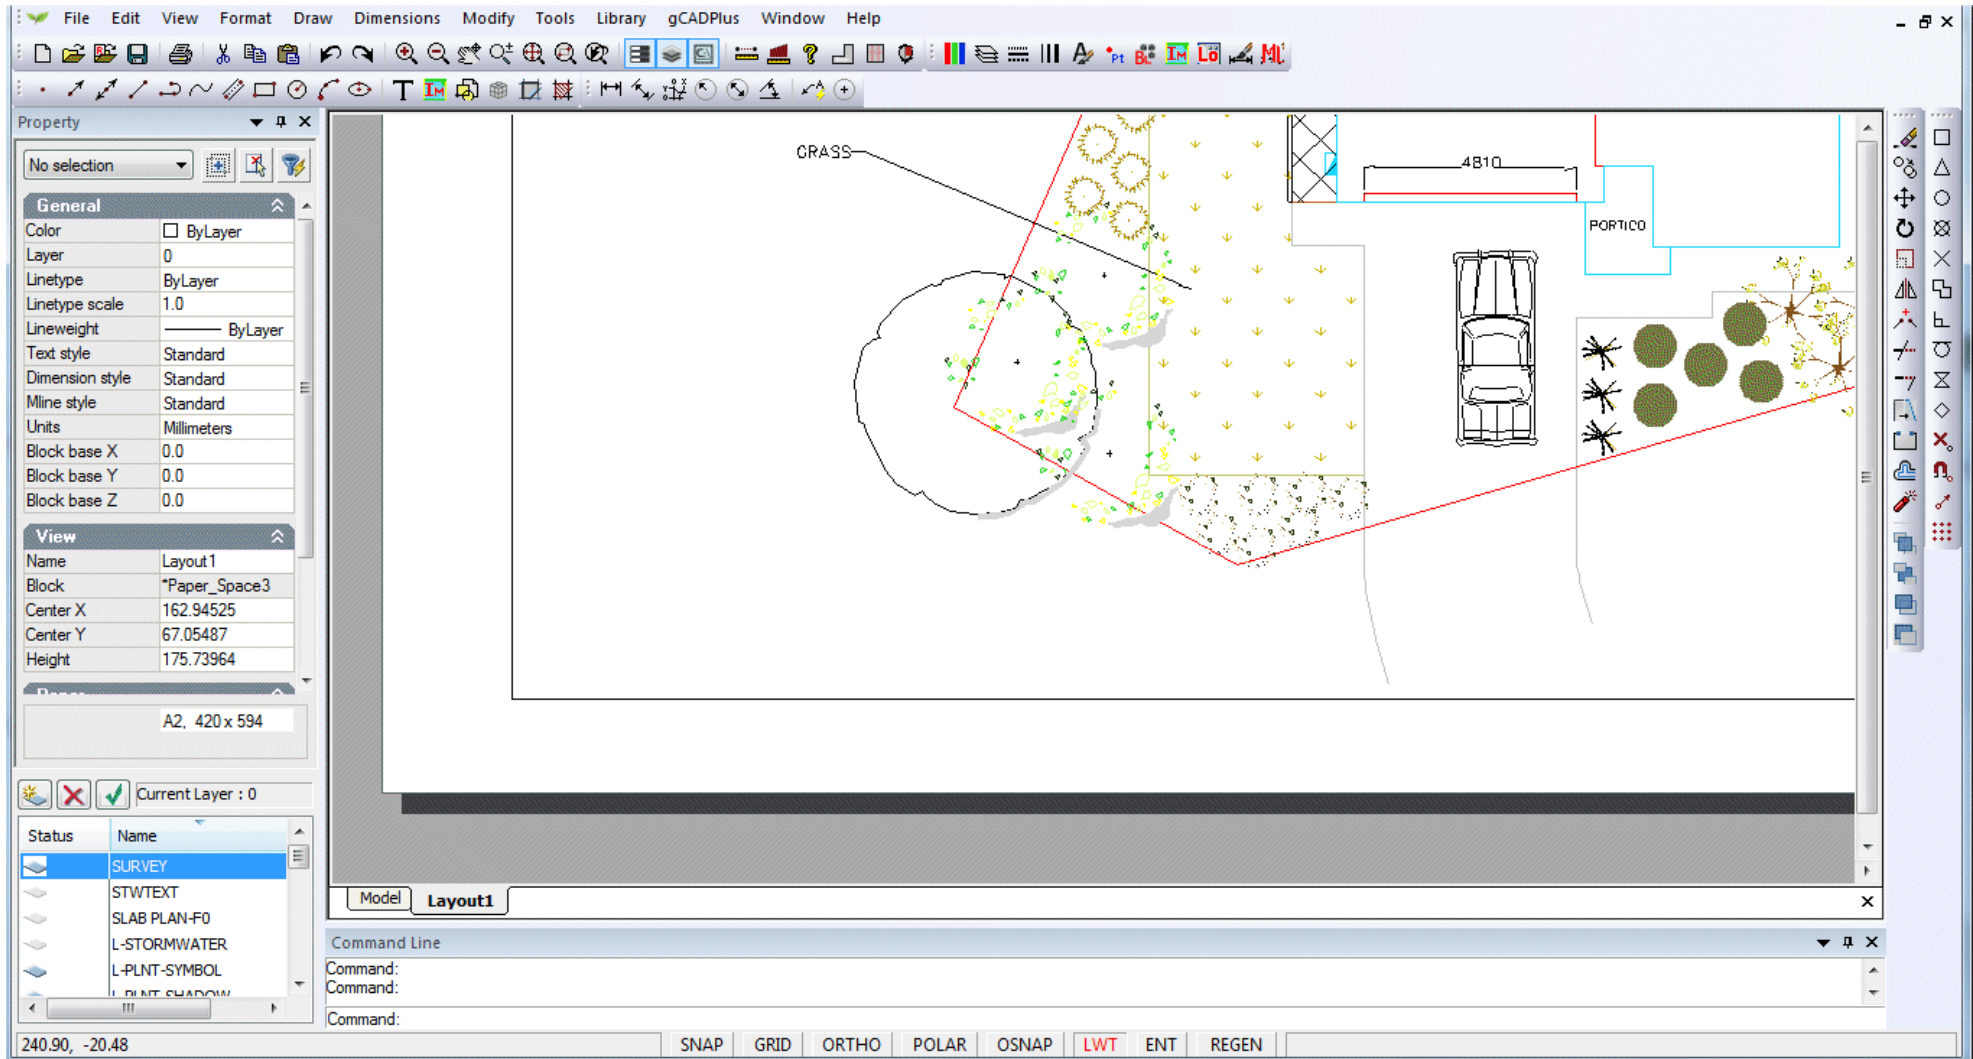 File Edit View Format Draw Dimensions Modify Tools Library gCADPlus Window Help
Property
No selection
General
Color ByLayer
Layer 0
Linetype ByLayer
Linetype scale 1.0
Lineweight ByLayer
Text style Standard
Dimension style Standard
Mline style Standard
Units Millimeters
Block base X 0.0
Block base Y 0.0
Block base Z 0.0
View
Name Layout1
Block *Paper_Space3
Center X 162.94525
Center Y 67.05487
Height 175.73964
A2, 420 x 594
Current Layer : 0
Status Name
SURVEY
STWTEXT
SLAB PLAN-F0
L-STORMWATER
L-PLNT-SYMBOL
L-PLNT-SHADOW
GRASS
4810
PORTICO
Model Layout1
Command Line
Command:
Command:
Command:
240.90, -20.48 SNAP GRID ORTHO POLAR OSNAP LWT ENT REGEN